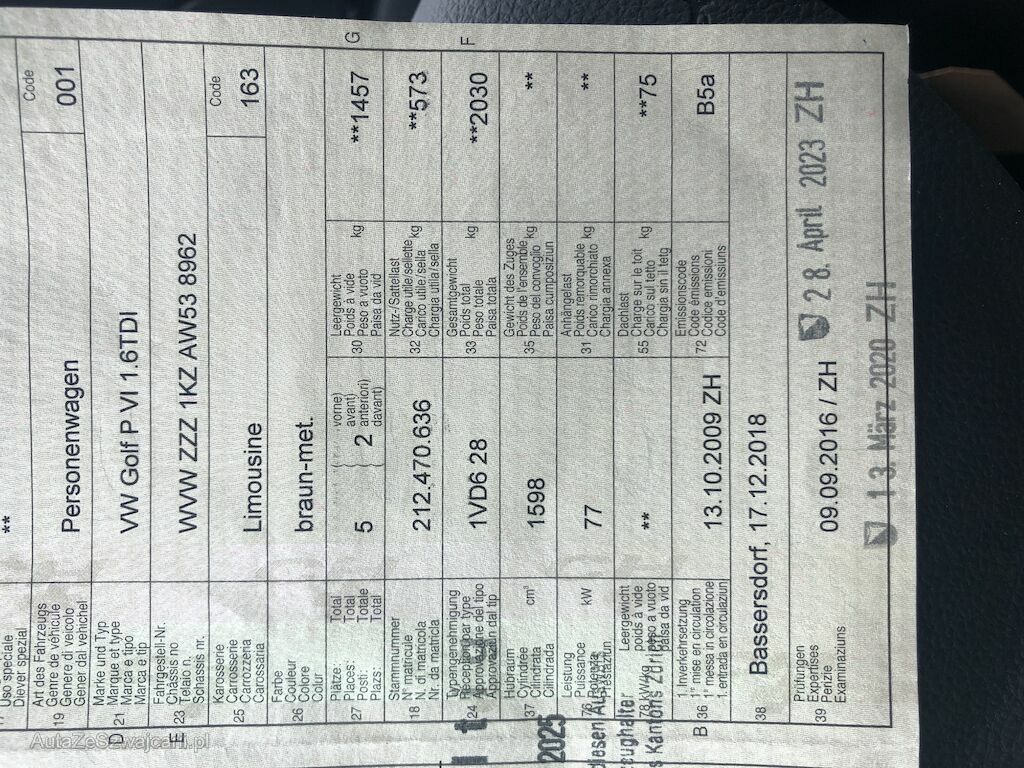 17 Uso speciale **
Diever spezial
Art des Fahrzeugs Code
Genre de véhicule
19 Genere di veicolo Personenwagen 001
Gener dal vehichel
Marke und Typ
Marque et type
D 21 Marca e tipo VW Golf P VI 1.6TDI
Marca e tip
Fahrgestell-Nr.
Châssis no
E 23 Telaio n. WVW ZZZ 1KZ AW53 8962
Schassis nr.
Karosserie Code
Carrosserie
25 Carrozzeria Limousine 163
Carossaria
Farbe
Couleur
26 Colore braun-met.
Colur
Plätze: Total vorne) Leergewicht
Places: Total avant) Poids à vide
27 Posti: Totale 5 ( 2 anteriori) 30 Peso a vuoto kg **1457 G
Plazs: Total davant) Paisa da vid
Stammnummer Nutz-/Sattellast
N° matricule Charge utile/sellette
18 N. di matricola 212.470.636 32 Carico utile/sella kg **573
Nr. da matricla Chargia utila/sella
Typengenehmigung Gesamtgewicht
Réception par type Poids total
24 Approvazione del tipo 1VD6 28 33 Peso totale kg **2030 F
Approvaziun dal tip Paisa totala
Hubraum Gewicht des Zuges
Cylindrée Poids de l'ensemble
37 Cilindrata cm³ 1598 35 Peso del convoglio kg **
Cilindrada Paisa cumposiziun
Leistung Anhängelast
Puissance Poids remorquable
76 Potenza kW 77 31 Carico rimorchiato kg **
Prestaziun Chargia annexa
Leergewicht Dachlast
poids à vide Charge sur le toit
78 kW/kg peso a vuoto ** 55 Carico sul tetto kg **75
paisa da vid Chargia sin il tetg
1. Inverkehrsetzung Emissionscode
1re mise en circulation Code émissions
B 36 1a messa in circolazione 13.10.2009 ZH 72 Codice emissioni B5a
1. entrada en circulaziun Code d'emissiuns
38 Bassersdorf, 17.12.2018
Prüfungen
Expertises
39 Perizie 09.09.2016 / ZH 28. April 2023 ZH
Examinaziuns
13. März 2020 ZH
2025
diesen Au
zeughalte
s Kantons Zürich
AutaZeSzwajcarii.pl